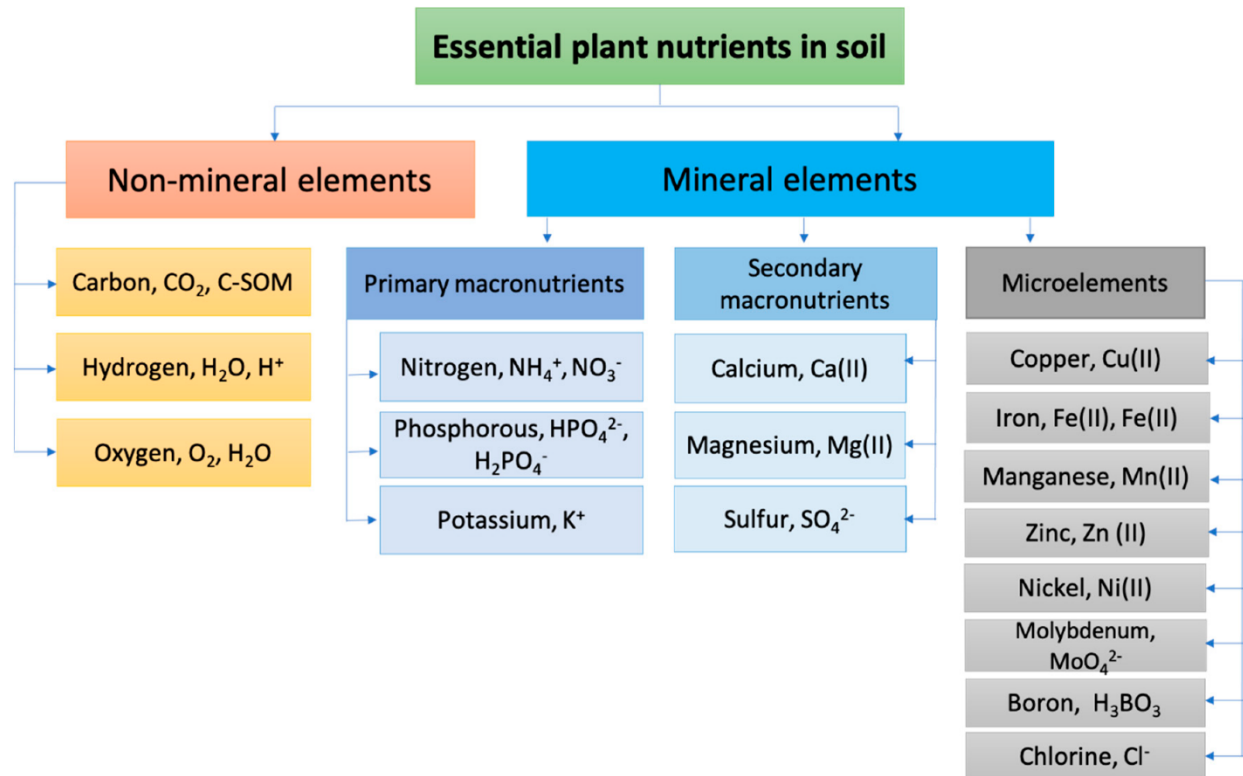 Essential plant nutrients in soil
Non-mineral elements
Mineral elements
Carbon, CO₂, C-SOM
Hydrogen, H₂O, H⁺
Oxygen, O₂, H₂O
Primary macronutrients
Nitrogen, NH₄⁺, NO₃⁻
Phosphorous, HPO₄²⁻,
H₂PO₄⁻
Potassium, K⁺
Secondary
macronutrients
Calcium, Ca(II)
Magnesium, Mg(II)
Sulfur, SO₄²⁻
Microelements
Copper, Cu(II)
Iron, Fe(II), Fe(II)
Manganese, Mn(II)
Zinc, Zn (II)
Nickel, Ni(II)
Molybdenum,
MoO₄²⁻
Boron, H₃BO₃
Chlorine, Cl⁻